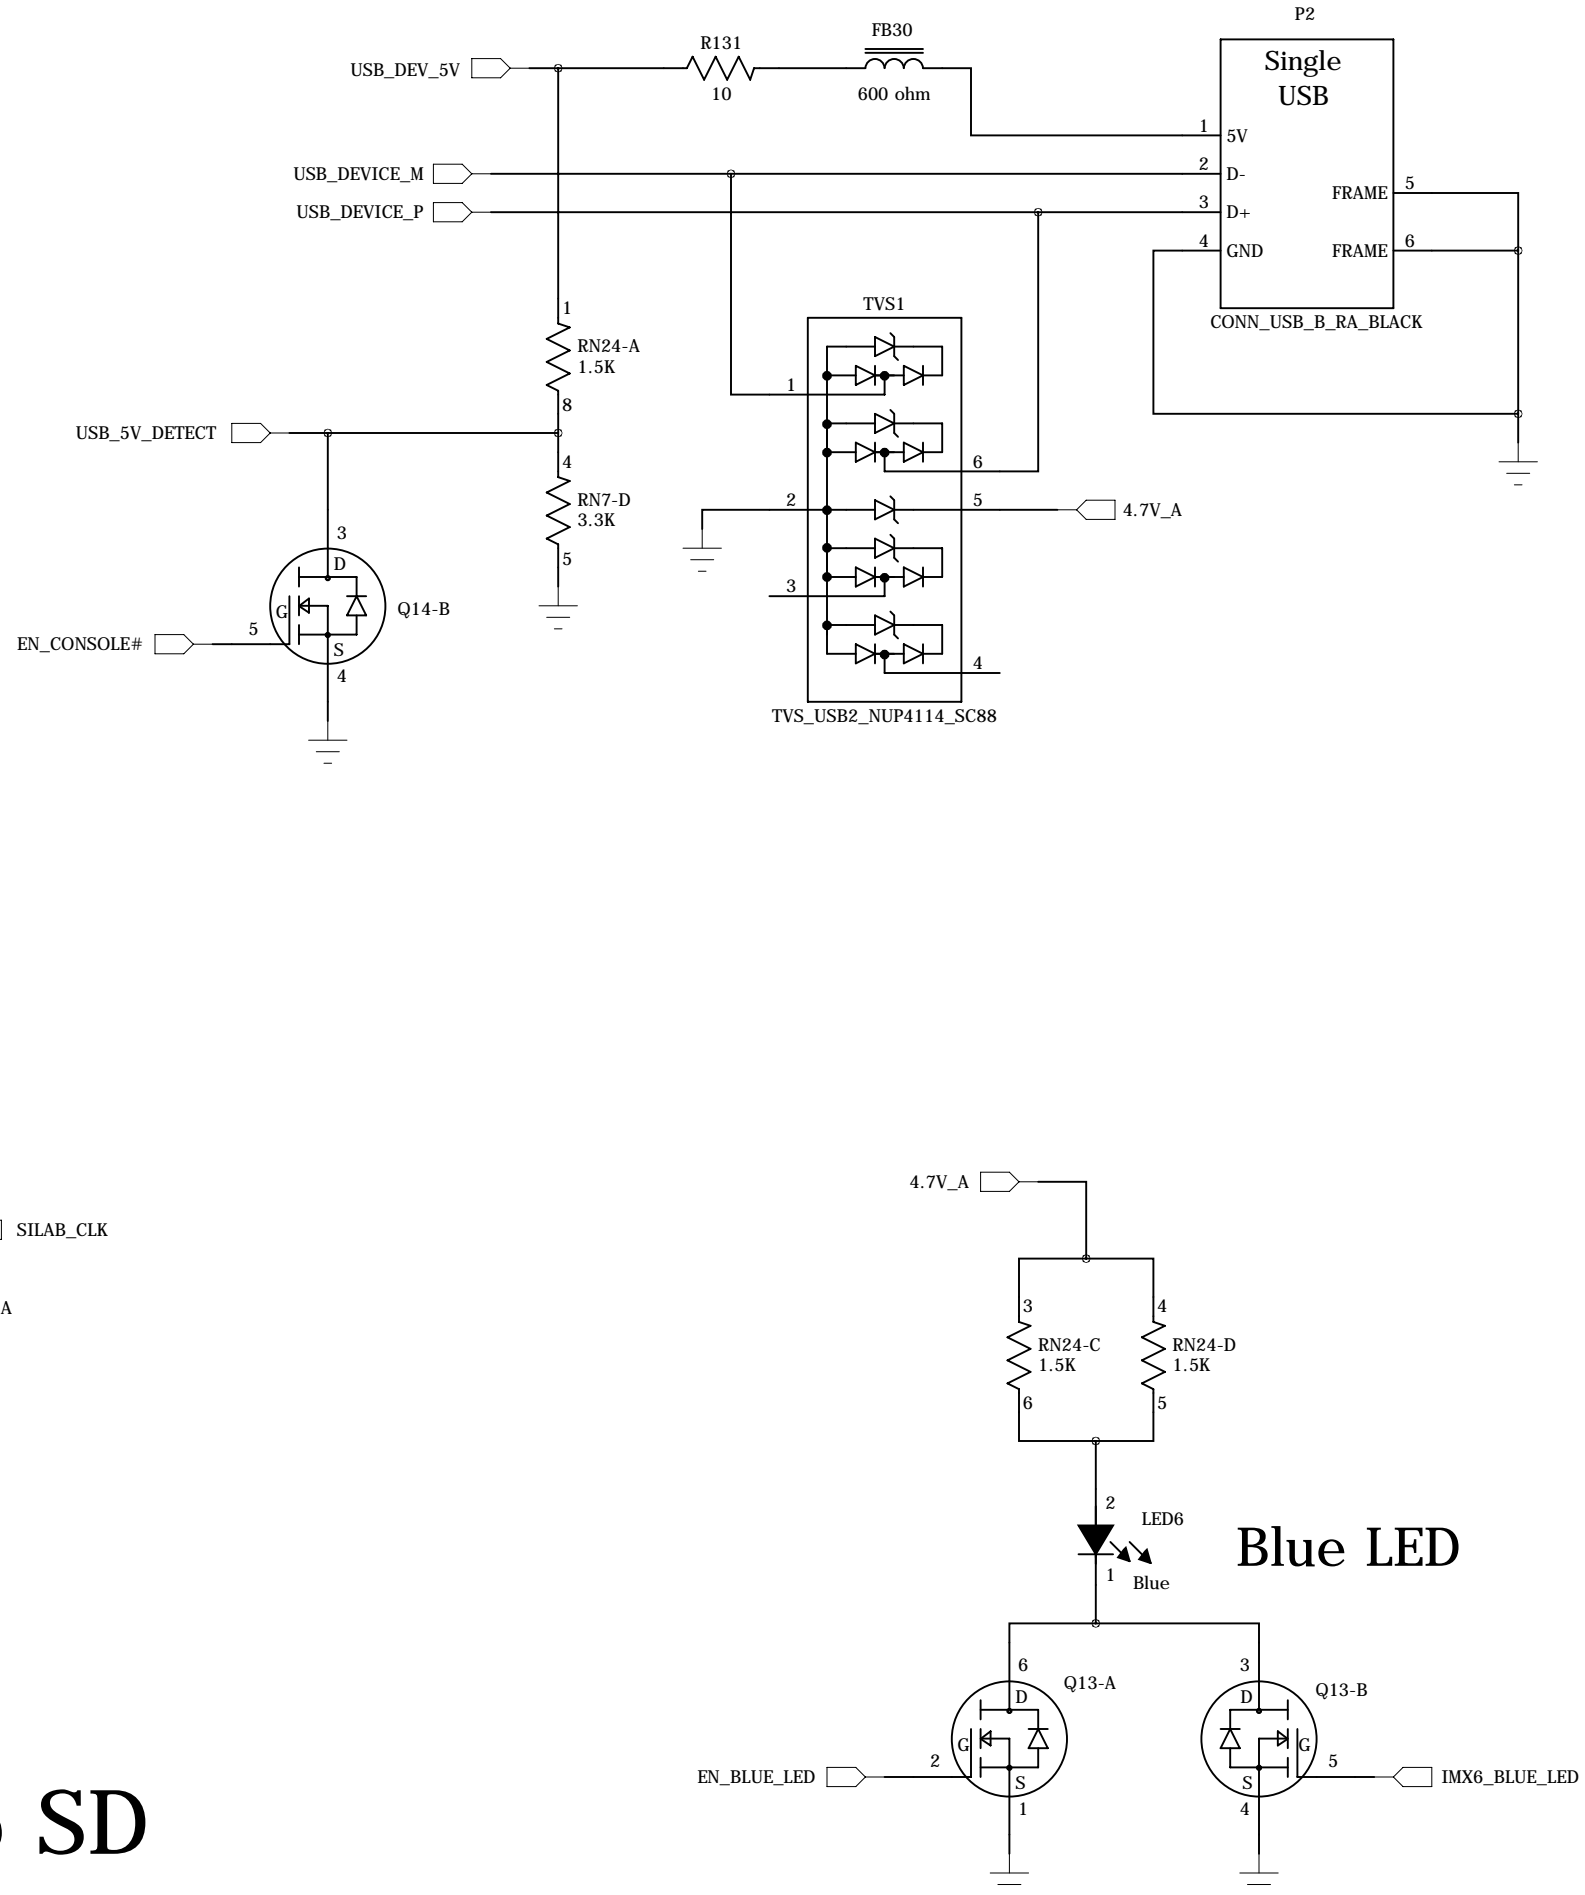 P2
FB30
R131
Single
USB
USB_DEV_5V
10
600 ohm
1
5V
USB_DEVICE_M
2
D-
USB_DEVICE_P
3
D+
FRAME
5
4
GND
FRAME
6
CONN_USB_B_RA_BLACK
TVS1
1
RN24-A
1.5K
8
1
USB_5V_DETECT
4
RN7-D
3.3K
5
6
2
5
4.7V_A
3
4
TVS_USB2_NUP4114_SC88
3
D
G
S
Q14-B
EN_CONSOLE#
5
4
4.7V_A
SILAB_CLK
A
3
RN24-C
1.5K
6
4
RN24-D
1.5K
5
2
LED6
1
Blue
Blue LED
6
Q13-A
D
G
S
EN_BLUE_LED
2
1
3
Q13-B
D
G
S
5
IMX6_BLUE_LED
4
SD